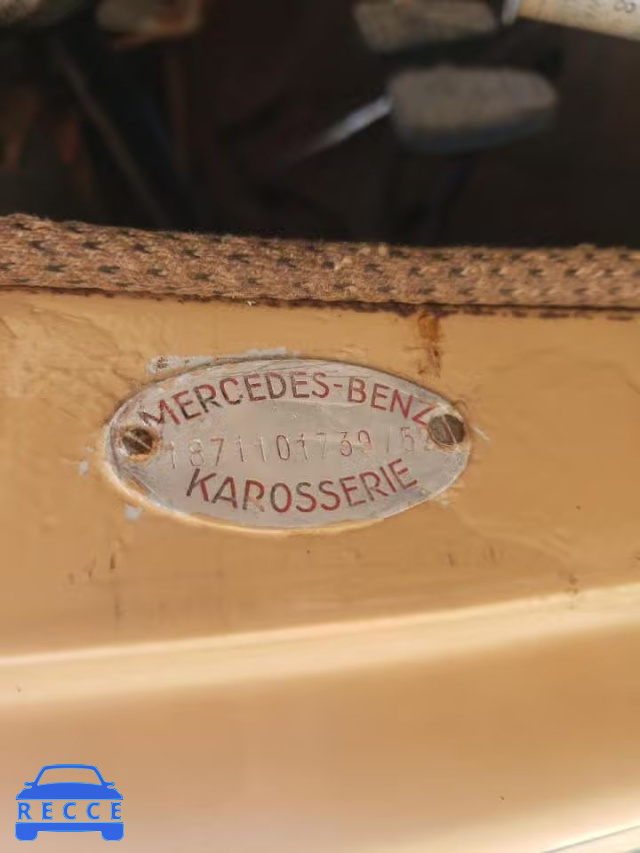 MERCEDES-BENZ
1871101739/52
KAROSSERIE
RECCE